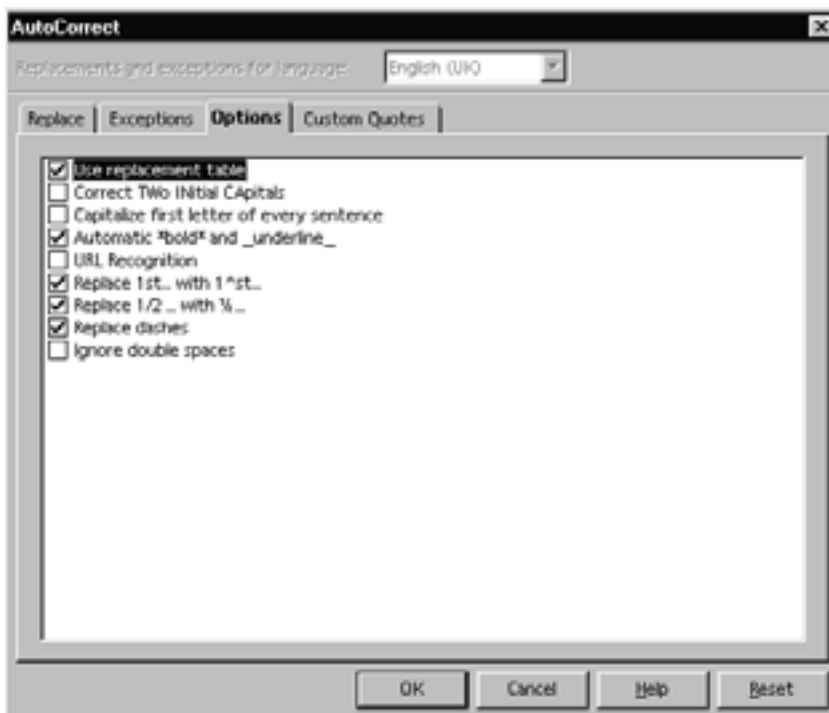 AutoCorrect
Replacements and exceptions for language: English (UK)
Replace Exceptions Options Custom Quotes
Use replacement table
Correct TWo INitial CApitals
Capitalize first letter of every sentence
Automatic *bold* and _underline_
URL Recognition
Replace 1st... with 1^st...
Replace 1/2 ... with ½...
Replace dashes
Ignore double spaces
OK Cancel Help Reset